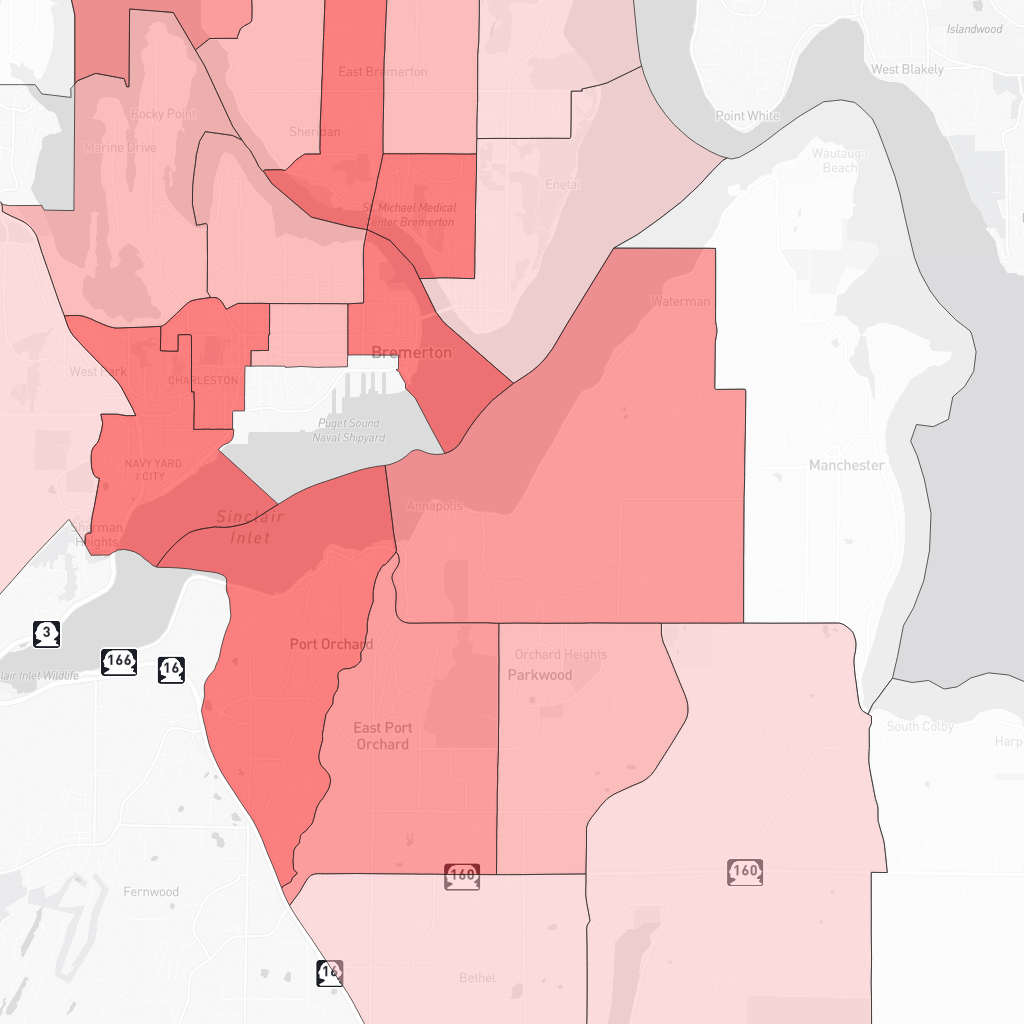 Islandwood
East Bremerton
West Blakely
Rocky Point
Point White
Sheridan
Marine Drive
Wautauga
Beach
Enetai
St. Michael Medical
Center Bremerton
Waterman
Bremerton
West Park
CHARLESTON
Puget Sound
Naval Shipyard
NAVY YARD
CITY
Manchester
Annapolis
Sinclair
Inlet
Sherman
Heights
3
166
16
Port Orchard
Orchard Heights
Parkwood
lair Inlet Wildlife
East Port
Orchard
South Colby
Harp
160
160
Fernwood
16
Bethel